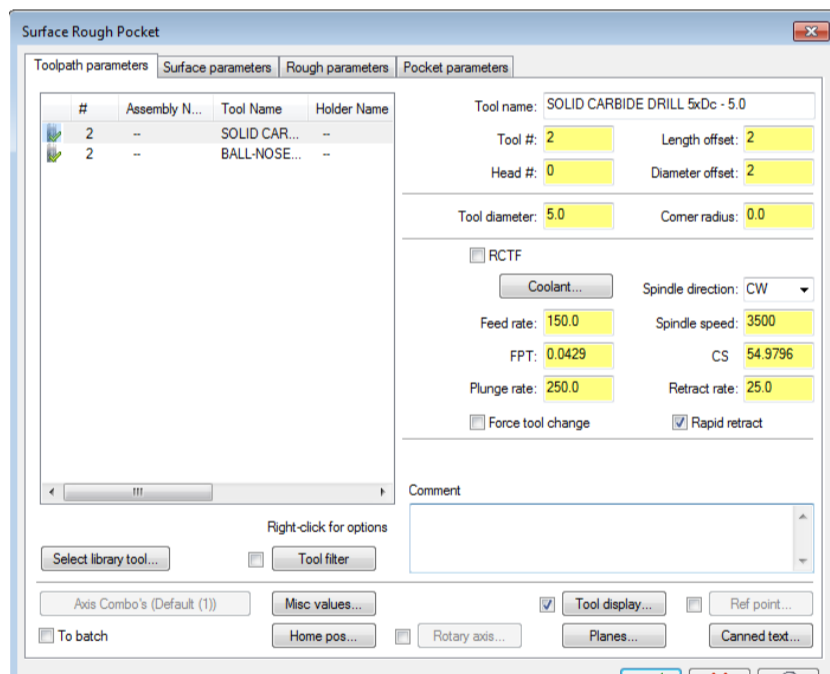 Surface Rough Pocket
Toolpath parameters Surface parameters Rough parameters Pocket parameters
# Assembly N... Tool Name Holder Name
2 -- SOLID CAR... --
2 -- BALL-NOSE... --
Tool name: SOLID CARBIDE DRILL 5xDc - 5.0
Tool #: 2 Length offset: 2
Head #: 0 Diameter offset: 2
Tool diameter: 5.0 Corner radius: 0.0
RCTF
Coolant... Spindle direction: CW
Feed rate: 150.0 Spindle speed: 3500
FPT: 0.0429 CS 54.9796
Plunge rate: 250.0 Retract rate: 25.0
Force tool change Rapid retract
Comment
Right-click for options
Select library tool... Tool filter
Axis Combo's (Default (1)) Misc values... Tool display... Ref point...
To batch Home pos... Rotary axis... Planes... Canned text...